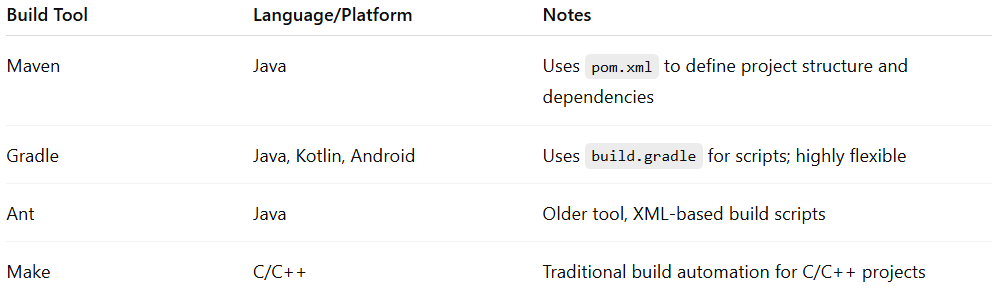 Build Tool Language/Platform Notes
Maven Java Uses pom.xml to define project structure and
dependencies
Gradle Java, Kotlin, Android Uses build.gradle for scripts; highly flexible
Ant Java Older tool, XML-based build scripts
Make C/C++ Traditional build automation for C/C++ projects